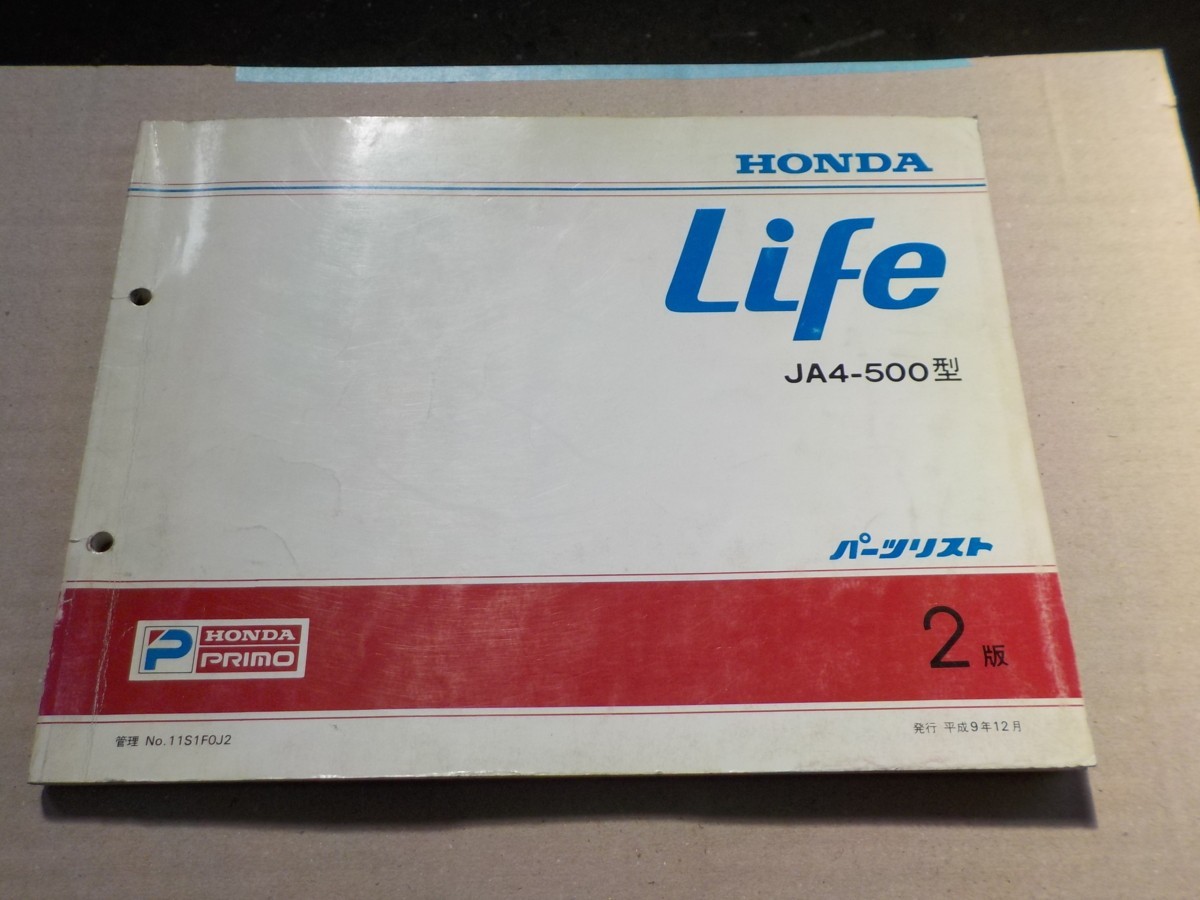 HONDA
Life
JA4-500型
パーツリスト
P HONDA
PRIMO
2版
管理 No.11S1F0J2
発行 平成9年12月